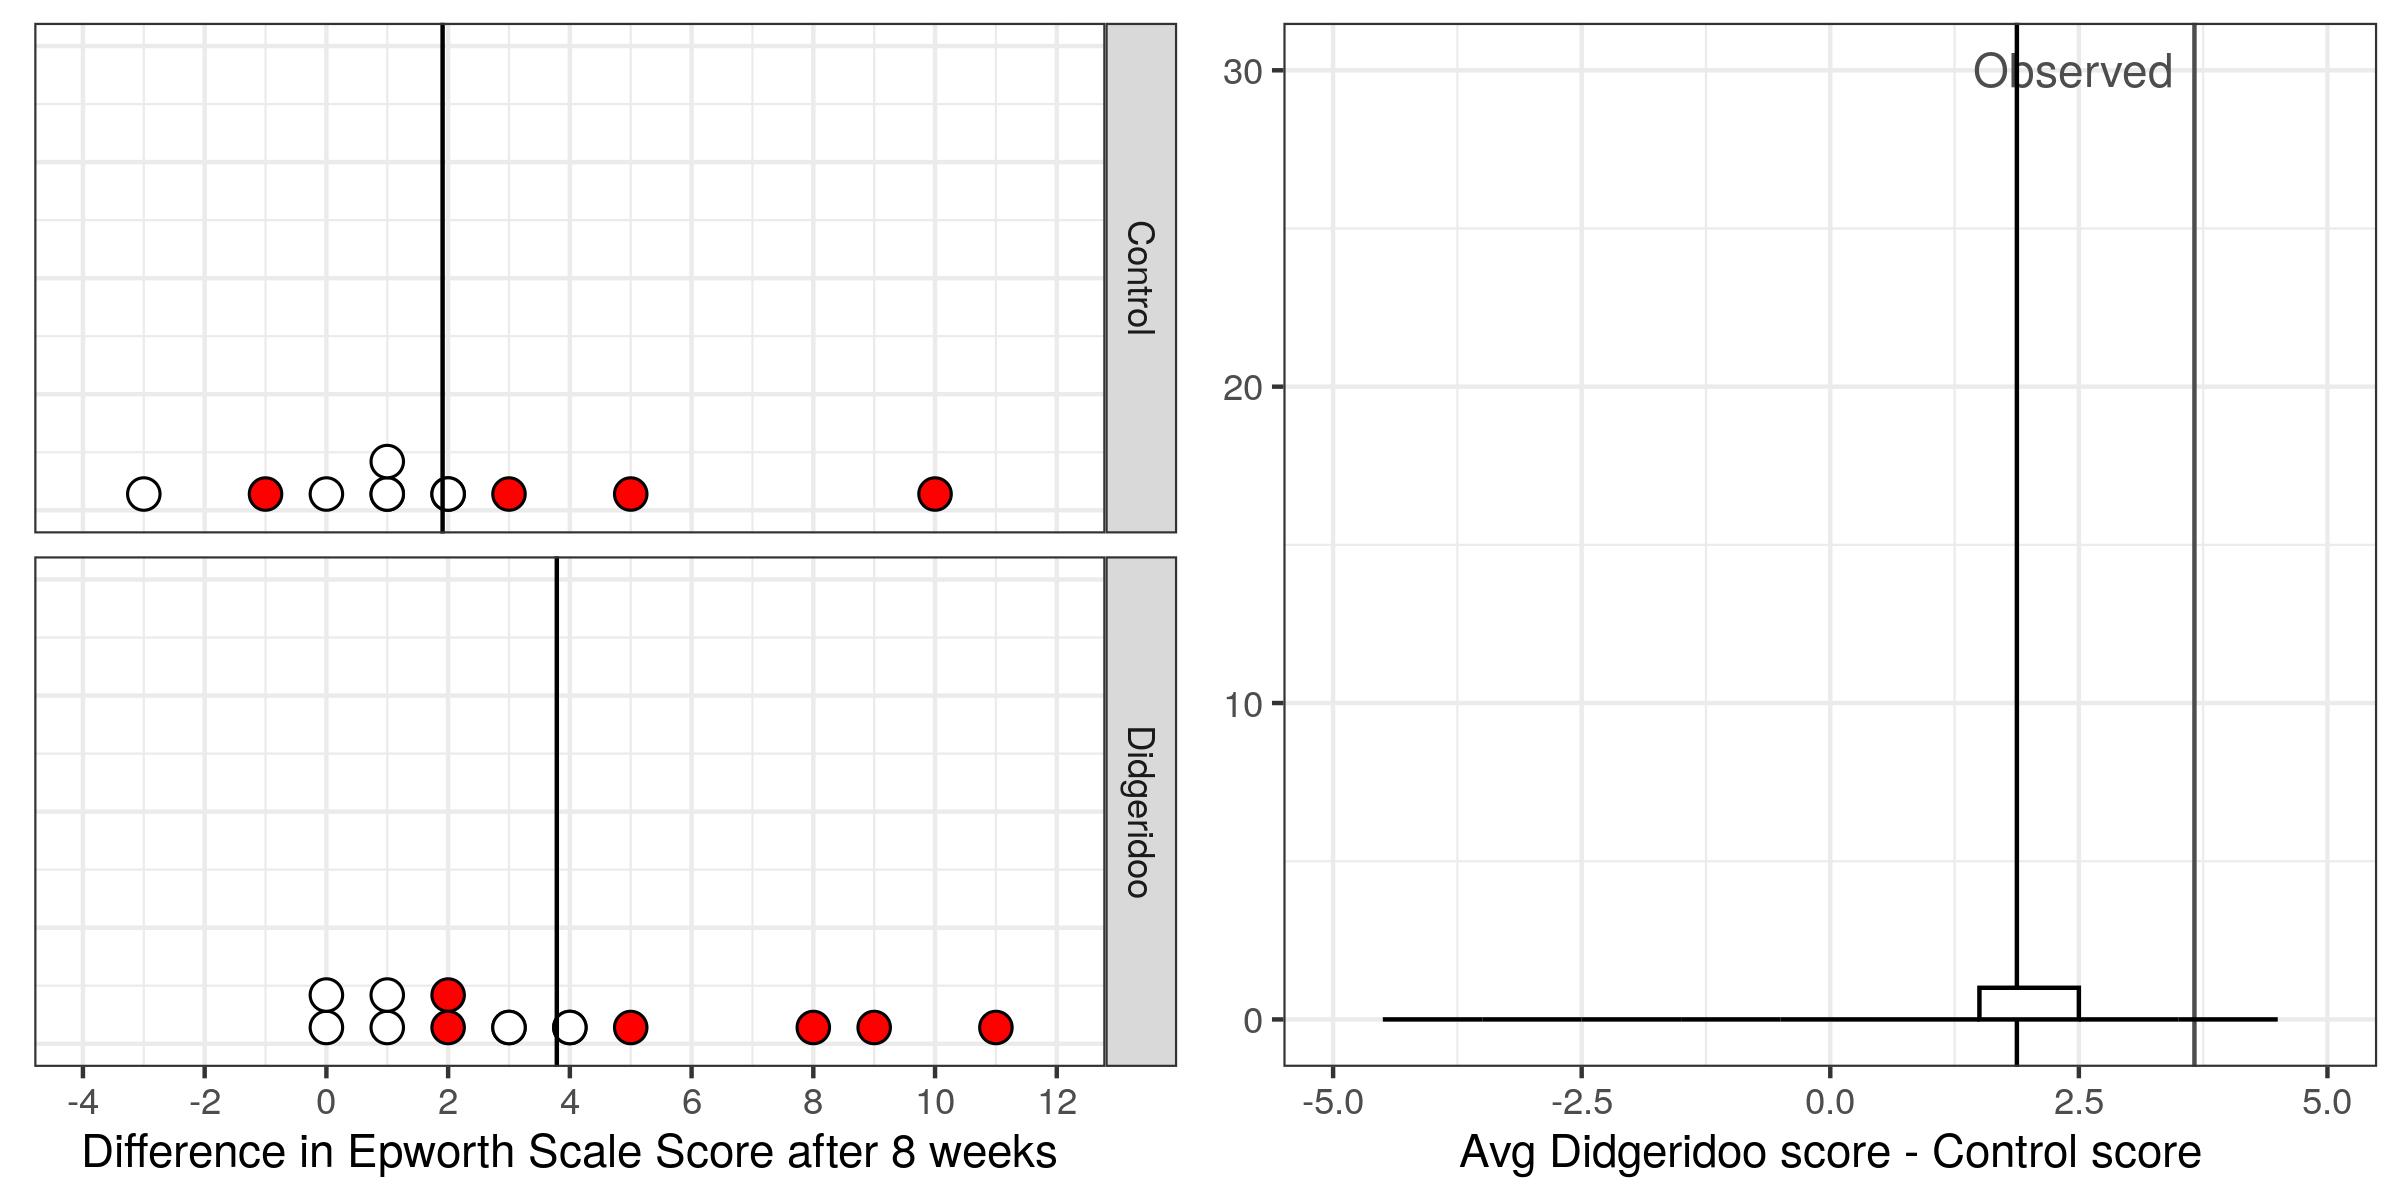 Control
Didgeridoo
-4 -2 0 2 4 6 8 10 12
Difference in Epworth Scale Score after 8 weeks
Observed
30
20
10
0
-5.0 -2.5 0.0 2.5 5.0
Avg Didgeridoo score - Control score